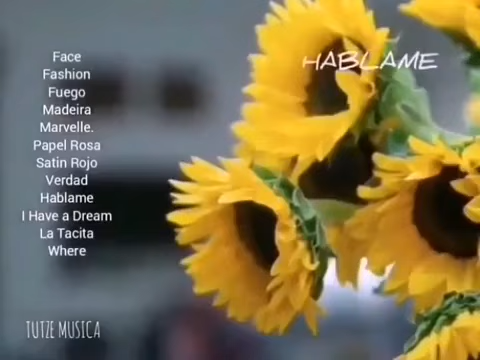 HABLAME
Face
Fashion
Fuego
Madeira
Marvelle.
Papel Rosa
Satin Rojo
Verdad
Hablame
I Have a Dream
La Tacita
Where
TUTZE MUSICA